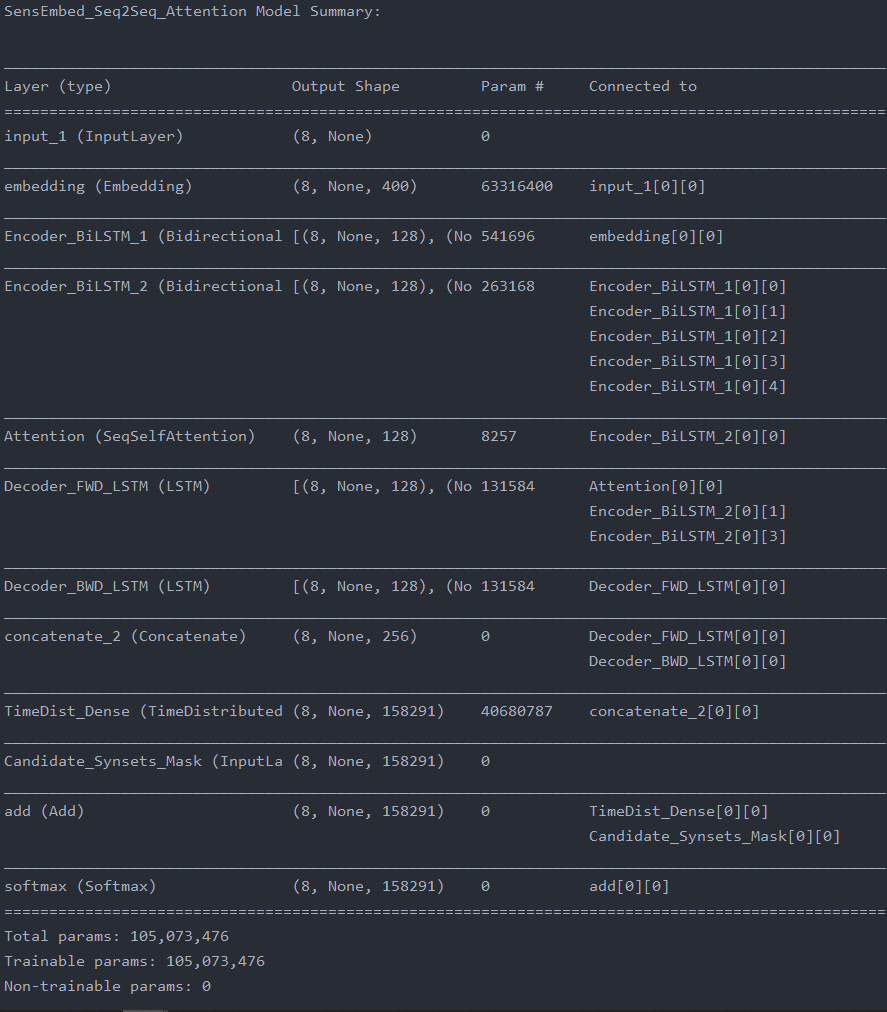 SensEmbed_Seq2Seq_Attention Model Summary:
Layer (type) Output Shape Param # Connected to
input_1 (InputLayer) (8, None) 0
embedding (Embedding) (8, None, 400) 63316400 input_1[0][0]
Encoder_BiLSTM_1 (Bidirectional [(8, None, 128), (No 541696 embedding[0][0]
Encoder_BiLSTM_2 (Bidirectional [(8, None, 128), (No 263168 Encoder_BiLSTM_1[0][0]
Encoder_BiLSTM_1[0][1]
Encoder_BiLSTM_1[0][2]
Encoder_BiLSTM_1[0][3]
Encoder_BiLSTM_1[0][4]
Attention (SeqSelfAttention) (8, None, 128) 8257 Encoder_BiLSTM_2[0][0]
Decoder_FWD_LSTM (LSTM) [(8, None, 128), (No 131584 Attention[0][0]
Encoder_BiLSTM_2[0][1]
Encoder_BiLSTM_2[0][3]
Decoder_BWD_LSTM (LSTM) [(8, None, 128), (No 131584 Decoder_FWD_LSTM[0][0]
concatenate_2 (Concatenate) (8, None, 256) 0 Decoder_FWD_LSTM[0][0]
Decoder_BWD_LSTM[0][0]
TimeDist_Dense (TimeDistributed (8, None, 158291) 40680787 concatenate_2[0][0]
Candidate_Synsets_Mask (InputLa (8, None, 158291) 0
add (Add) (8, None, 158291) 0 TimeDist_Dense[0][0]
Candidate_Synsets_Mask[0][0]
softmax (Softmax) (8, None, 158291) 0 add[0][0]
Total params: 105,073,476
Trainable params: 105,073,476
Non-trainable params: 0